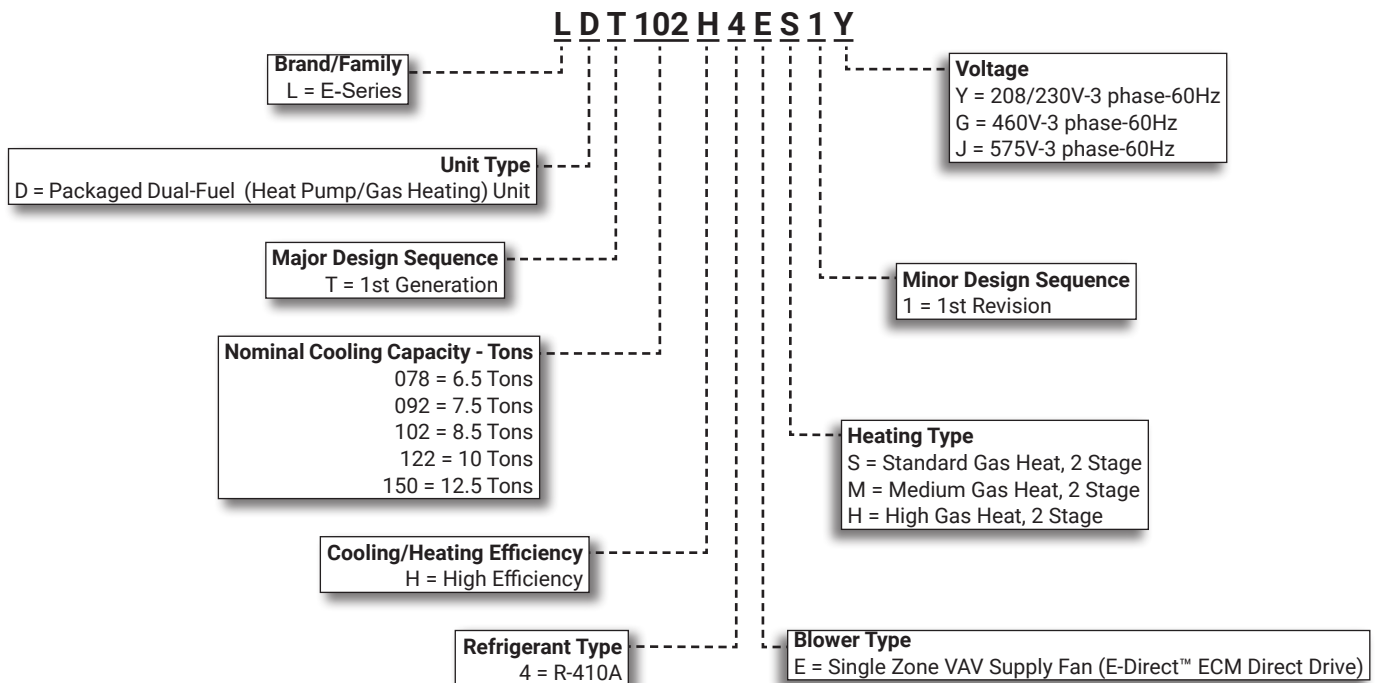 L D T 102 H 4 E S 1 Y
Brand/Family
L = E-Series
Voltage
Y = 208/230V-3 phase-60Hz
G = 460V-3 phase-60Hz
J = 575V-3 phase-60Hz
Unit Type
D = Packaged Dual-Fuel (Heat Pump/Gas Heating) Unit
Major Design Sequence
T = 1st Generation
Minor Design Sequence
1 = 1st Revision
Nominal Cooling Capacity - Tons
078 = 6.5 Tons
092 = 7.5 Tons
102 = 8.5 Tons
122 = 10 Tons
150 = 12.5 Tons
Heating Type
S = Standard Gas Heat, 2 Stage
M = Medium Gas Heat, 2 Stage
H = High Gas Heat, 2 Stage
Cooling/Heating Efficiency
H = High Efficiency
Refrigerant Type
4 = R-410A
Blower Type
E = Single Zone VAV Supply Fan (E-Direct™ ECM Direct Drive)